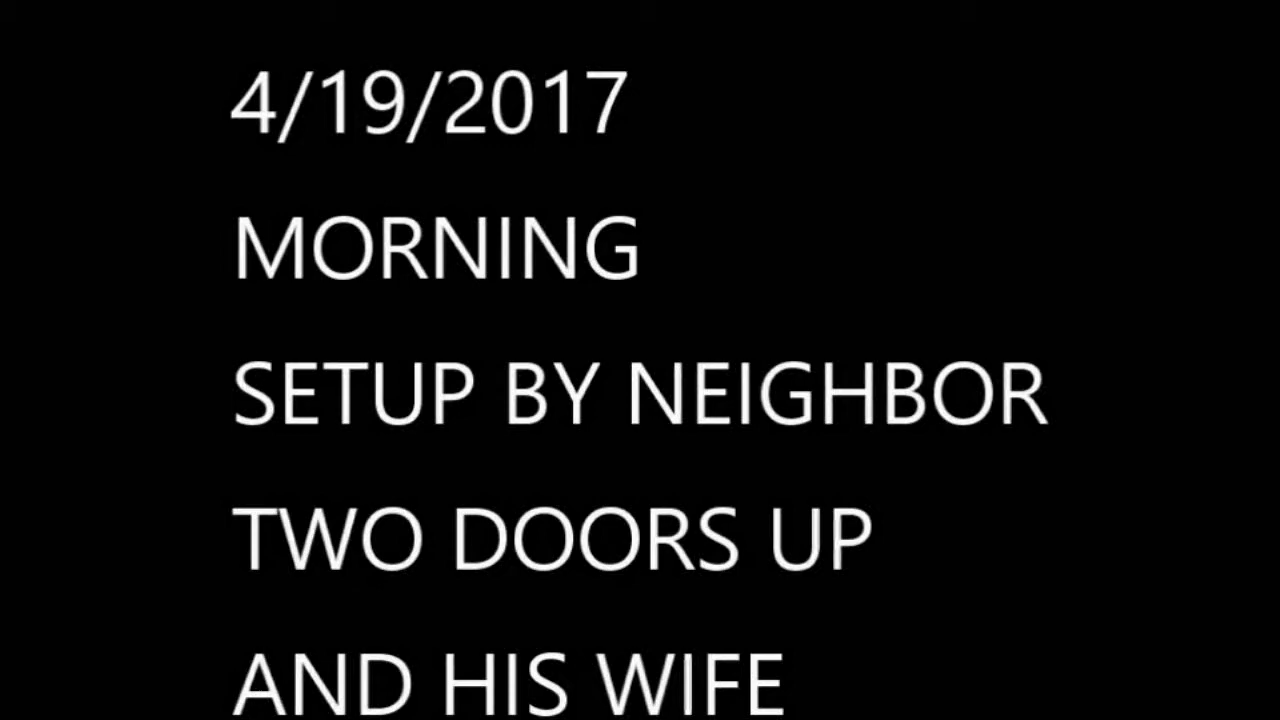 4/19/2017
MORNING
SETUP BY NEIGHBOR
TWO DOORS UP
AND HIS WIFE